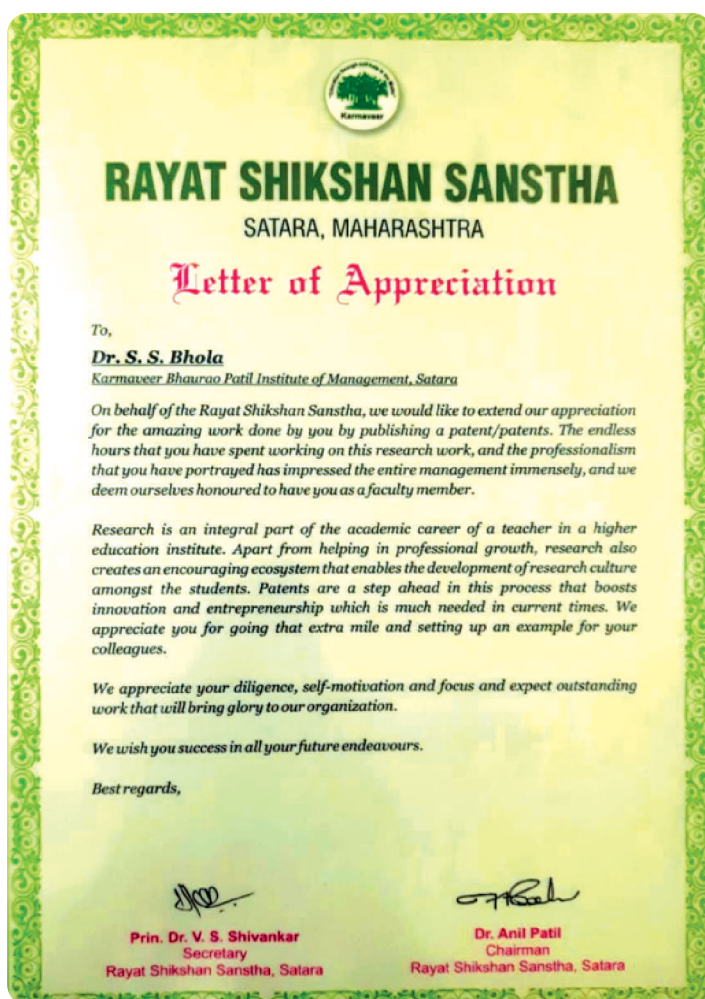 Karmaveer
RAYAT SHIKSHAN SANSTHA
SATARA, MAHARASHTRA
Letter of Appreciation
To,
Dr. S. S. Bhola
Karmaveer Bhaurao Patil Institute of Management, Satara
On behalf of the Rayat Shikshan Sanstha, we would like to extend our appreciation
for the amazing work done by you by publishing a patent/patents. The endless
hours that you have spent working on this research work, and the professionalism
that you have portrayed has impressed the entire management immensely, and we
deem ourselves honoured to have you as a faculty member.
Research is an integral part of the academic career of a teacher in a higher
education institute. Apart from helping in professional growth, research also
creates an encouraging ecosystem that enables the development of research culture
amongst the students. Patents are a step ahead in this process that boosts
innovation and entrepreneurship which is much needed in current times. We
appreciate you for going that extra mile and setting up an example for your
colleagues.
We appreciate your diligence, self-motivation and focus and expect outstanding
work that will bring glory to our organization.
We wish you success in all your future endeavours.
Best regards,
Prin. Dr. V. S. Shivankar
Secretary
Rayat Shikshan Sanstha, Satara
Dr. Anil Patil
Chairman
Rayat Shikshan Sanstha, Satara